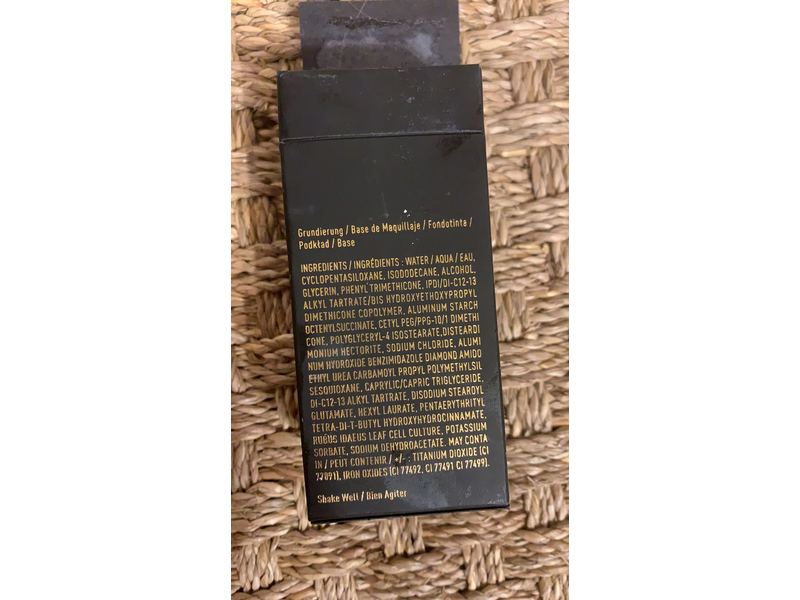 Grundierung / Base de Maquillaje / Fondotinta /
Podkład / Base
INGREDIENTS / INGRÉDIENTS : WATER / AQUA / EAU,
CYCLOPENTASILOXANE, ISODODECANE, ALCOHOL,
GLYCERIN, PHENYL TRIMETHICONE, IPDI/DI-C12-13
ALKYL TARTRATE/BIS HYDROXYETHOXYPROPYL
DIMETHICONE COPOLYMER, ALUMINUM STARCH
OCTENYLSUCCINATE, CETYL PEG/PPG-10/1 DIMETHI
CONE, POLYGLYCERYL-4 ISOSTEARATE,DISTEARDI
MONIUM HECTORITE, SODIUM CHLORIDE, ALUMI
NUM HYDROXIDE BENZIMIDAZOLE DIAMOND AMIDO
ETHYL UREA CARBAMOYL PROPYL POLYMETHYLSIL
SESQUIOXANE, CAPRYLIC/CAPRIC TRIGLYCERIDE,
DI-C12-13 ALKYL TARTRATE, DISODIUM STEAROYL
GLUTAMATE, HEXYL LAURATE, PENTAERYTHRITYL
TETRA-DI-T-BUTYL HYDROXYHYDROCINNAMATE,
RUBUS IDAEUS LEAF CELL CULTURE, POTASSIUM
SORBATE, SODIUM DEHYDROACETATE. MAY CONTA
IN / PEUT CONTENIR / +/- : TITANIUM DIOXIDE (CI
77891), IRON OXIDES (CI 77492, CI 77491 CI 77499).
Shake Well / Bien Agiter